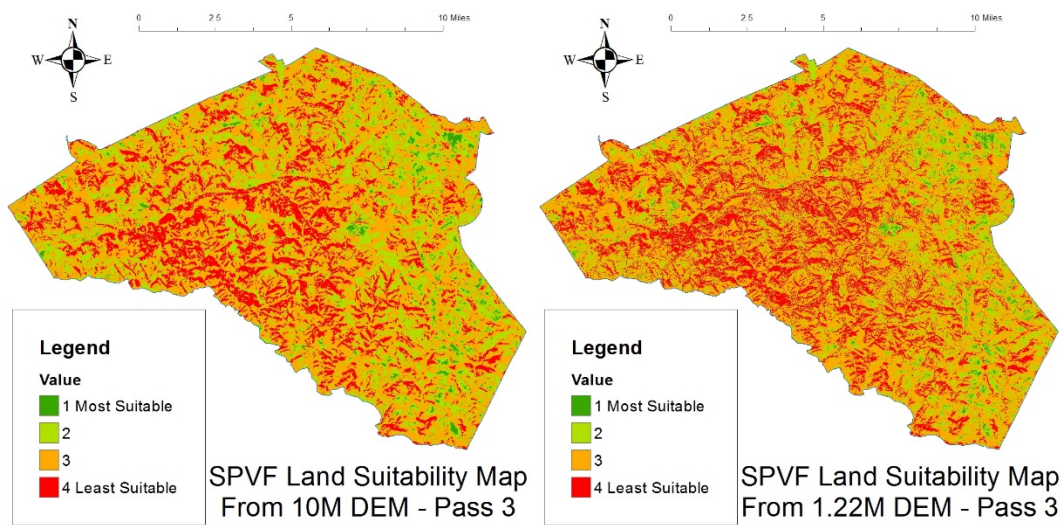 0 2.5 5 10 Miles
N
W E
S
Legend
Value
1 Most Suitable
2
3
4 Least Suitable
SPVF Land Suitability Map
From 10M DEM - Pass 3
0 2.5 5 10 Miles
N
W E
S
Legend
Value
1 Most Suitable
2
3
4 Least Suitable
SPVF Land Suitability Map
From 1.22M DEM - Pass 3